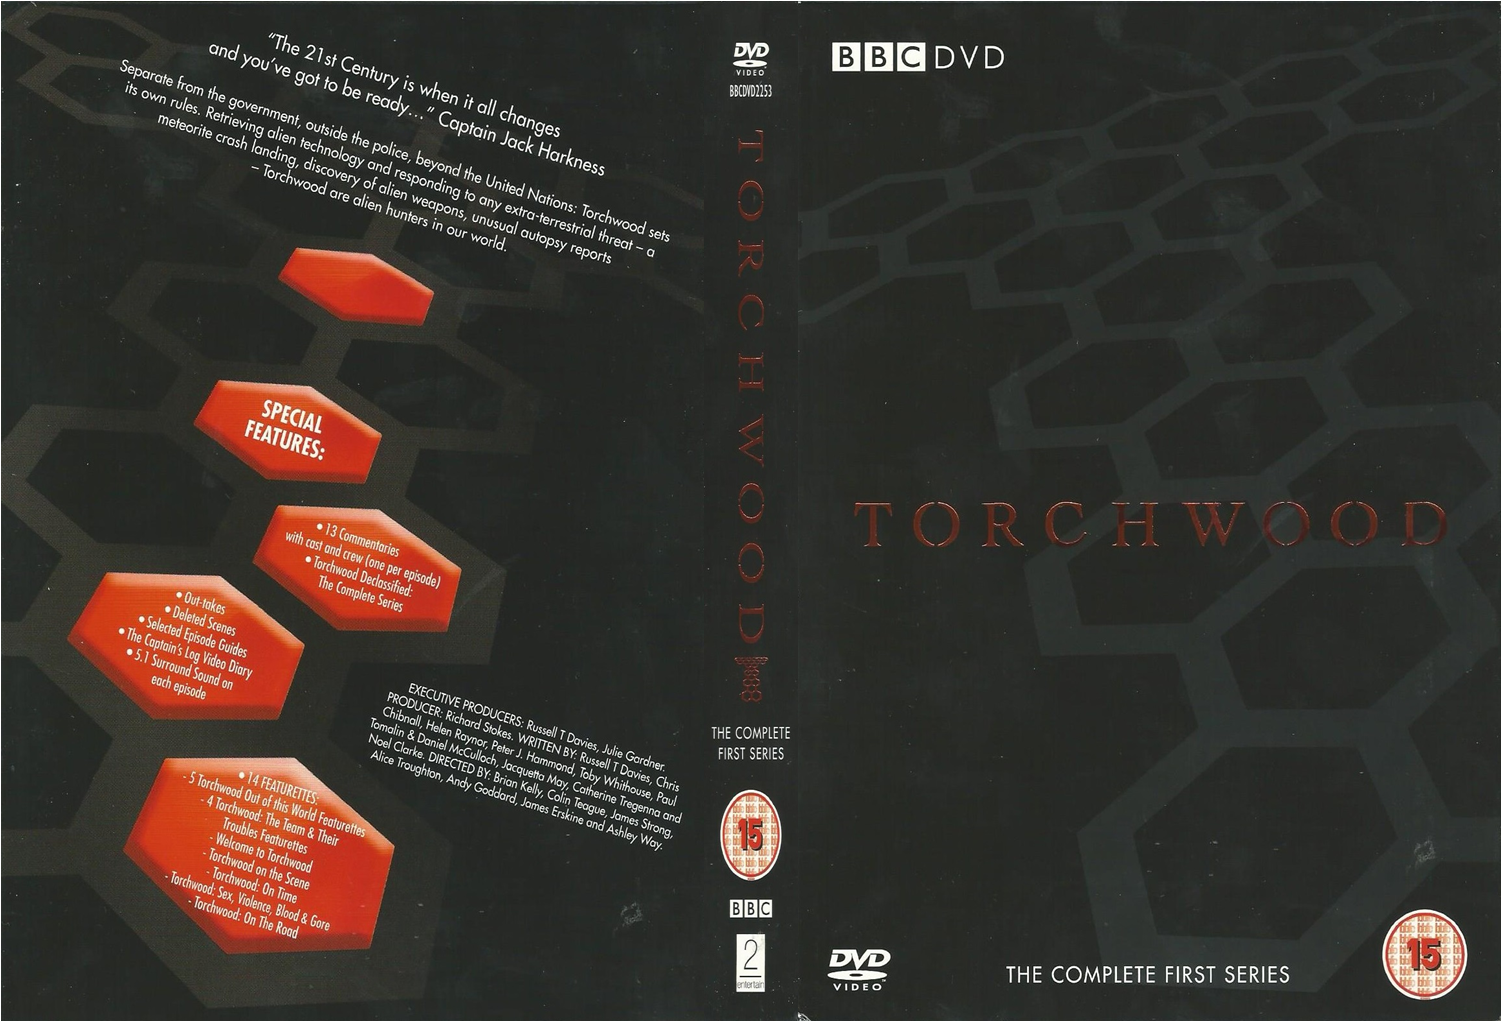 "The 21st Century is when it all changes
and you've got to be ready..." Captain Jack Harkness
Separate from the government, outside the police, beyond the United Nations: Torchwood sets
its own rules. Retrieving alien technology and responding to any extra-terrestrial threat – a
meteorite crash landing, discovery of alien weapons, unusual autopsy reports
– Torchwood are alien hunters in our world.
SPECIAL
FEATURES:
• 13 Commentaries
with cast and crew (one per episode)
• Torchwood Declassified:
The Complete Series
• Out-takes
• Deleted Scenes
• Selected Episode Guides
• The Captain's Log Video Diary
• 5.1 Surround Sound on
each episode
• 14 FEATURETTES:
- 5 Torchwood Out of this World Featurettes
- 4 Torchwood: The Team & Their
Troubles Featurettes
- Welcome to Torchwood
- Torchwood on the Scene
- Torchwood: On Time
- Torchwood: Sex, Violence, Blood & Gore
- Torchwood: On The Road
EXECUTIVE PRODUCERS: Russell T Davies, Julie Gardner.
PRODUCER: Richard Stokes. WRITTEN BY: Russell T Davies, Chris
Chibnall, Helen Raynor, Peter J. Hammond, Toby Whithouse, Paul
Tomalin & Daniel McCulloch, Jacquetta May, Catherine Tregenna and
Noel Clarke. DIRECTED BY: Brian Kelly, Colin Teague, James Strong,
Alice Troughton, Andy Goddard, James Erskine and Ashley Way.
DVD
VIDEO
BBCDVD2253
TORCHWOOD
THE COMPLETE
FIRST SERIES
15
BBC
2
entertain
BBC DVD
TORCHWOOD
DVD
VIDEO
THE COMPLETE FIRST SERIES
15